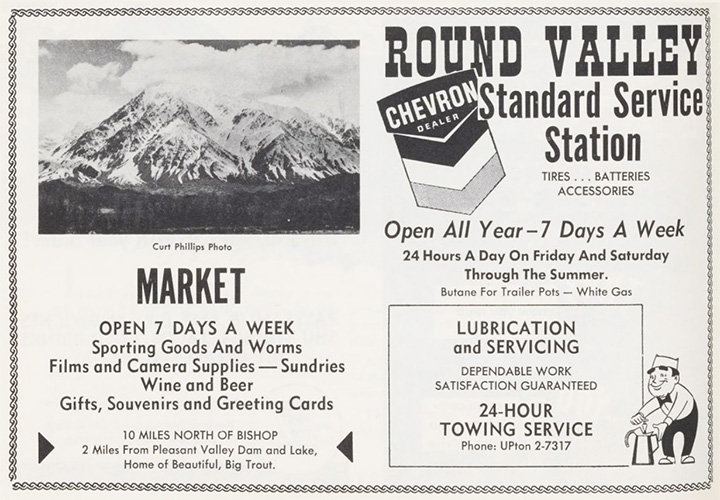 Curt Phillips Photo
MARKET
OPEN 7 DAYS A WEEK
Sporting Goods And Worms
Films and Camera Supplies — Sundries
Wine and Beer
Gifts, Souvenirs and Greeting Cards
10 MILES NORTH OF BISHOP
2 Miles From Pleasant Valley Dam and Lake,
Home of Beautiful, Big Trout.
ROUND VALLEY
CHEVRON
DEALER
Standard Service
Station
TIRES . . . BATTERIES
ACCESSORIES
Open All Year—7 Days A Week
24 Hours A Day On Friday And Saturday
Through The Summer.
Butane For Trailer Pots — White Gas
LUBRICATION
and SERVICING
DEPENDABLE WORK
SATISFACTION GUARANTEED
24-HOUR
TOWING SERVICE
Phone: UPton 2-7317